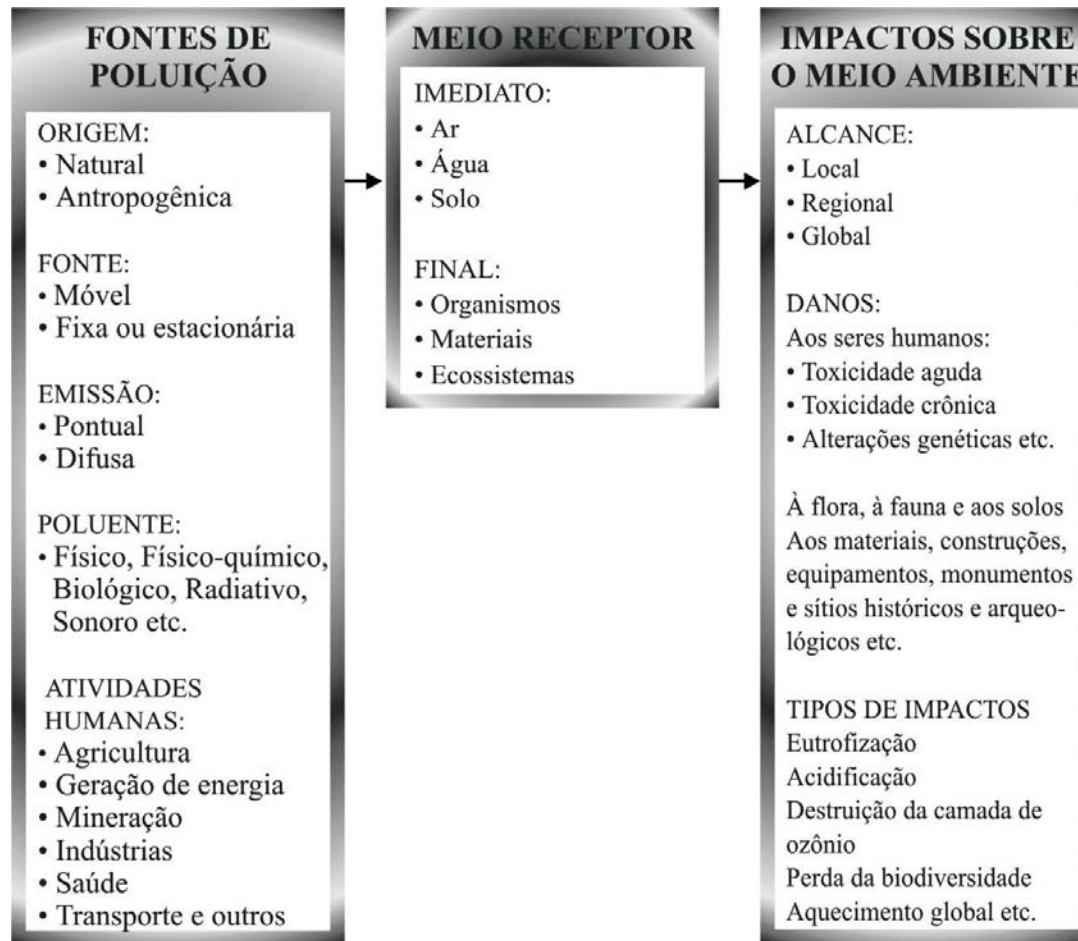 FONTES DE
POLUIÇÃO
ORIGEM:
• Natural
• Antropogênica
FONTE:
• Móvel
• Fixa ou estacionária
EMISSÃO:
• Pontual
• Difusa
POLUENTE:
• Físico, Físico-químico,
Biológico, Radiativo,
Sonoro etc.
ATIVIDADES
HUMANAS:
• Agricultura
• Geração de energia
• Mineração
• Indústrias
• Saúde
• Transporte e outros
MEIO RECEPTOR
IMEDIATO:
• Ar
• Água
• Solo
FINAL:
• Organismos
• Materiais
• Ecossistemas
IMPACTOS SOBRE
O MEIO AMBIENTE
ALCANCE:
• Local
• Regional
• Global
DANOS:
Aos seres humanos:
• Toxicidade aguda
• Toxicidade crônica
• Alterações genéticas etc.
À flora, à fauna e aos solos
Aos materiais, construções,
equipamentos, monumentos
e sítios históricos e arqueo-
lógicos etc.
TIPOS DE IMPACTOS
Eutrofização
Acidificação
Destruição da camada de
ozônio
Perda da biodiversidade
Aquecimento global etc.